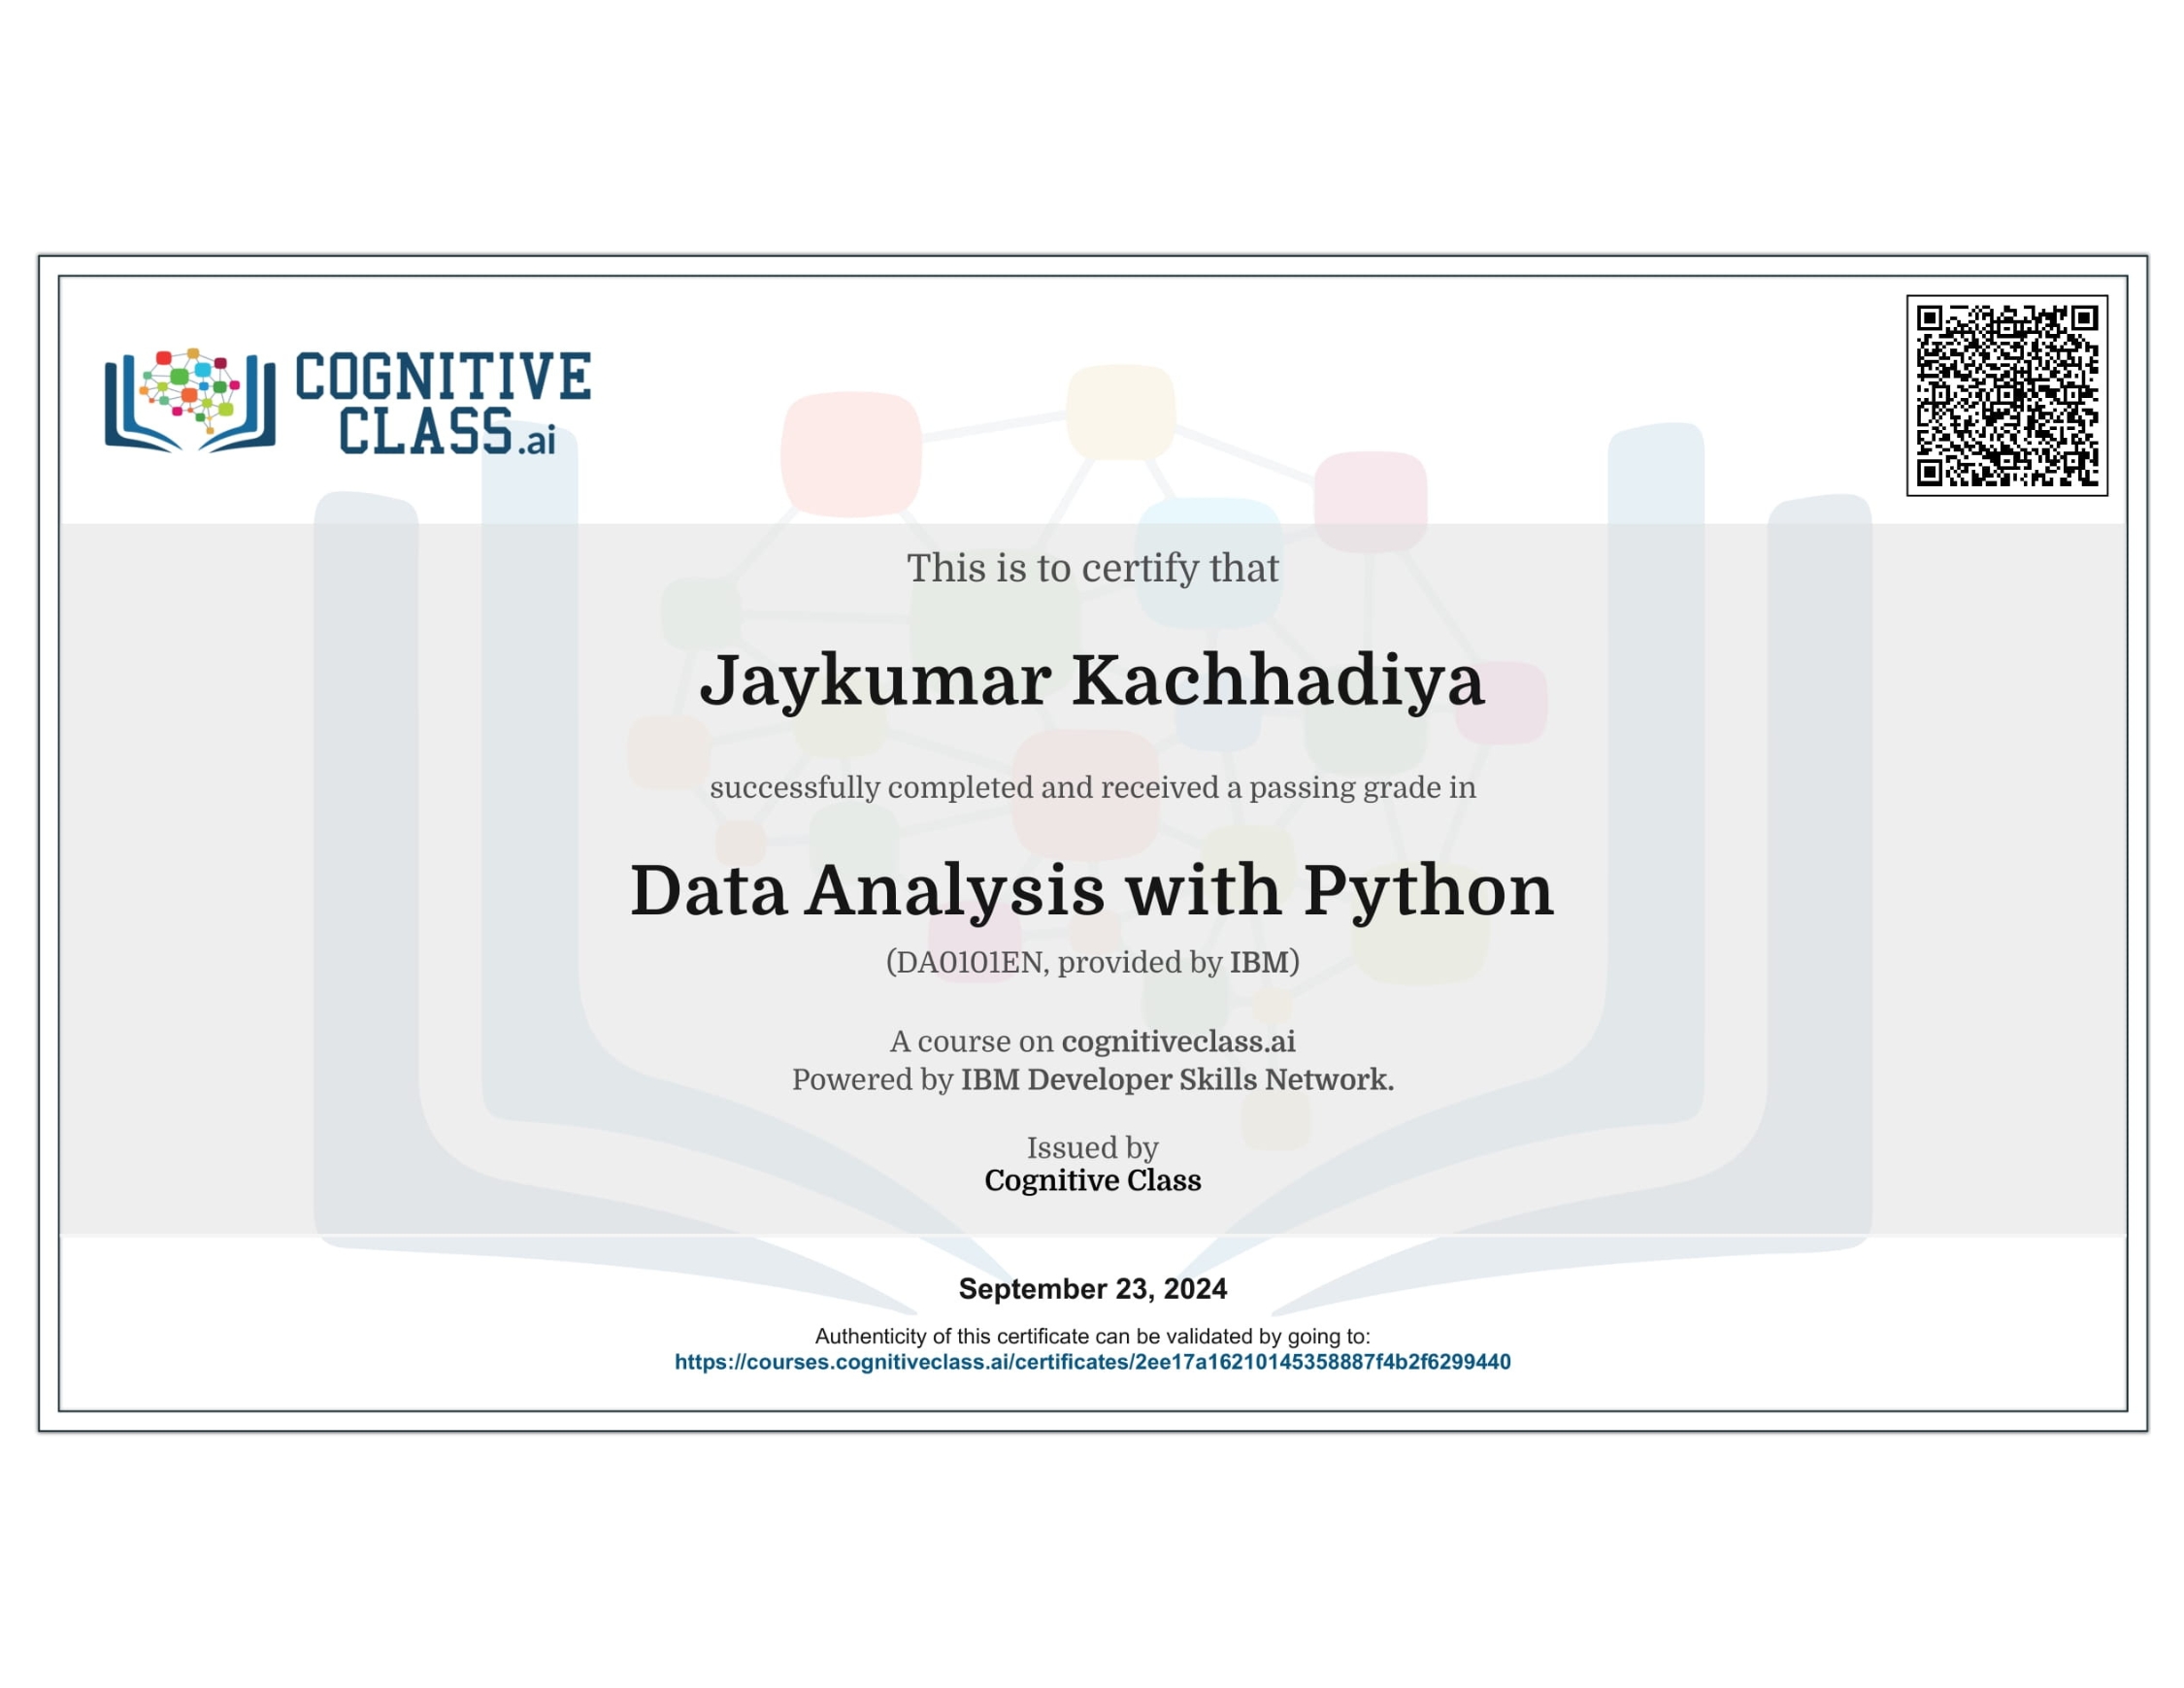 COGNITIVE
CLASS.ai
This is to certify that
Jaykumar Kachhadiya
successfully completed and received a passing grade in
Data Analysis with Python
(DA0101EN, provided by IBM)
A course on cognitiveclass.ai
Powered by IBM Developer Skills Network.
Issued by
Cognitive Class
September 23, 2024
Authenticity of this certificate can be validated by going to:
https://courses.cognitiveclass.ai/certificates/2ee17a16210145358887f4b2f6299440